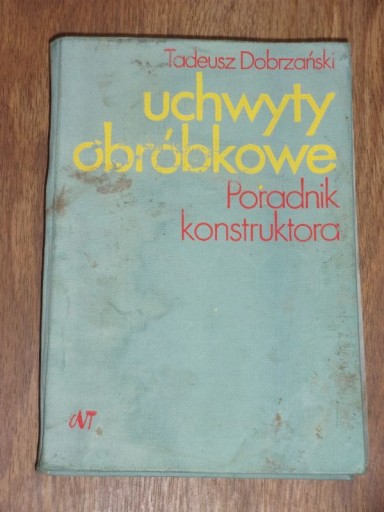 Tadeusz Dobrzański
uchwyty
obróbkowe
Poradnik
konstruktora
WNT